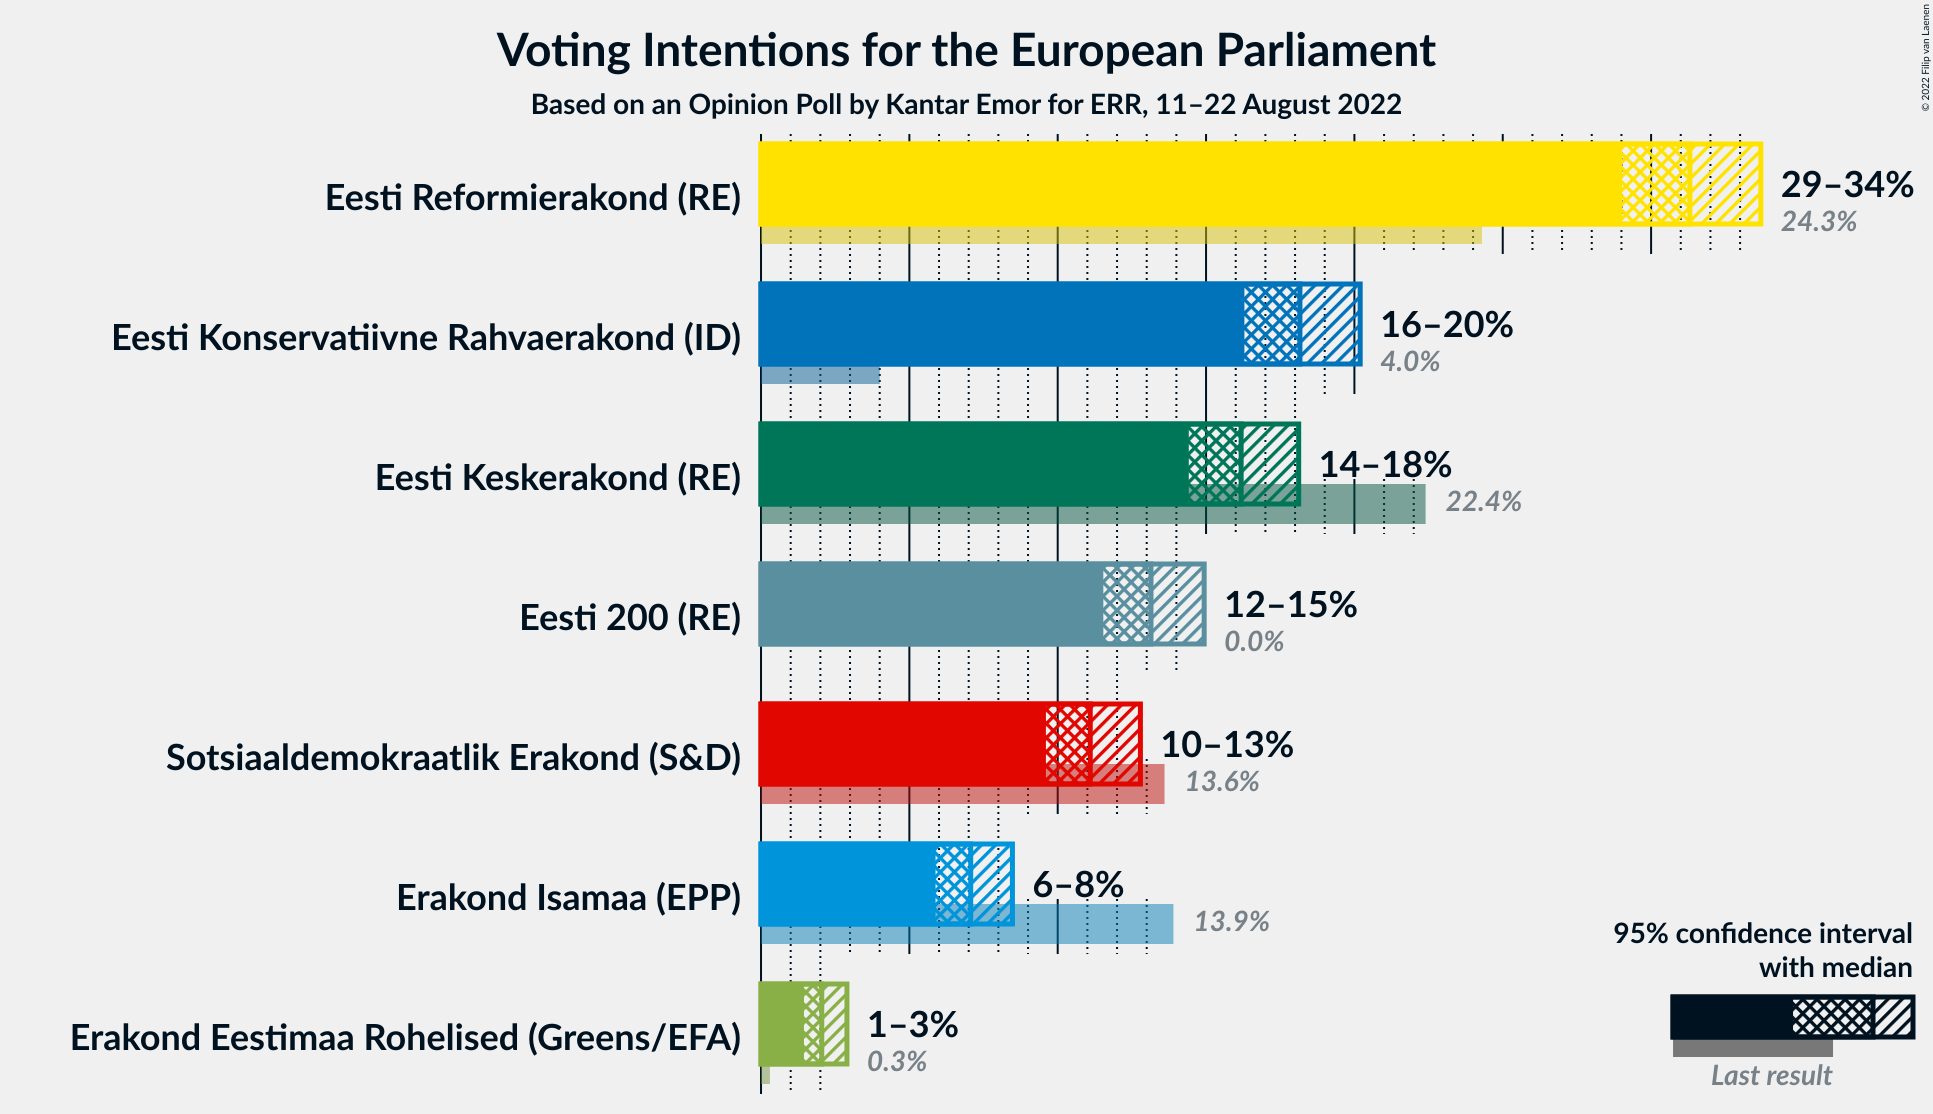 Voting Intentions for the European Parliament
Based on an Opinion Poll by Kantar Emor for ERR, 11–22 August 2022
© 2022 Filip van Laenen
Eesti Reformierakond (RE)
29–34%
24.3%
Eesti Konservatiivne Rahvaerakond (ID)
16–20%
4.0%
Eesti Keskerakond (RE)
14–18%
22.4%
Eesti 200 (RE)
12–15%
0.0%
Sotsiaaldemokraatlik Erakond (S&D)
10–13%
13.6%
Erakond Isamaa (EPP)
6–8%
13.9%
Erakond Eestimaa Rohelised (Greens/EFA)
1–3%
0.3%
95% confidence interval
with median
Last result